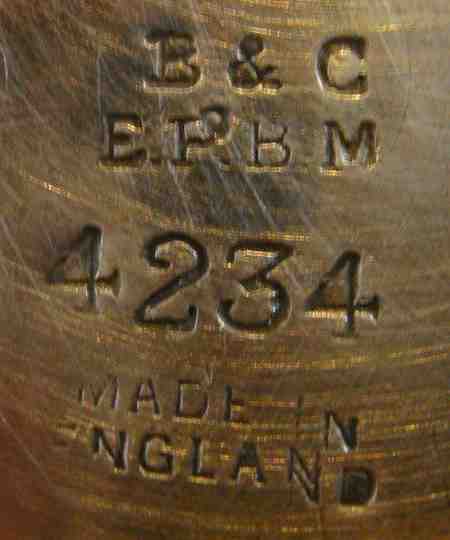 B & C
E.P.B.M
4234
MADE IN
ENGLAND